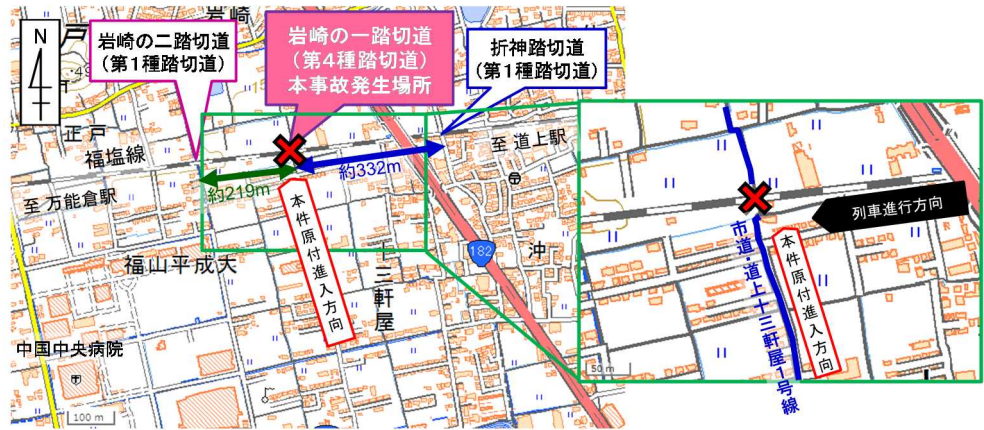 岩崎
N
戸
岩崎の二踏切道
(第1種踏切道)
岩崎の一踏切道
(第4種踏切道)
本事故発生場所
折神踏切道
(第1種踏切道)
正戸
福塩線
至 道上駅
約332m
約219m
至 万能倉駅
本件原付進入方向
182
沖
福山平成大
十三軒屋
中国中央病院
100 m
列車進行方向
本件原付進入方向
市道・道上十三軒屋1号線
50 m